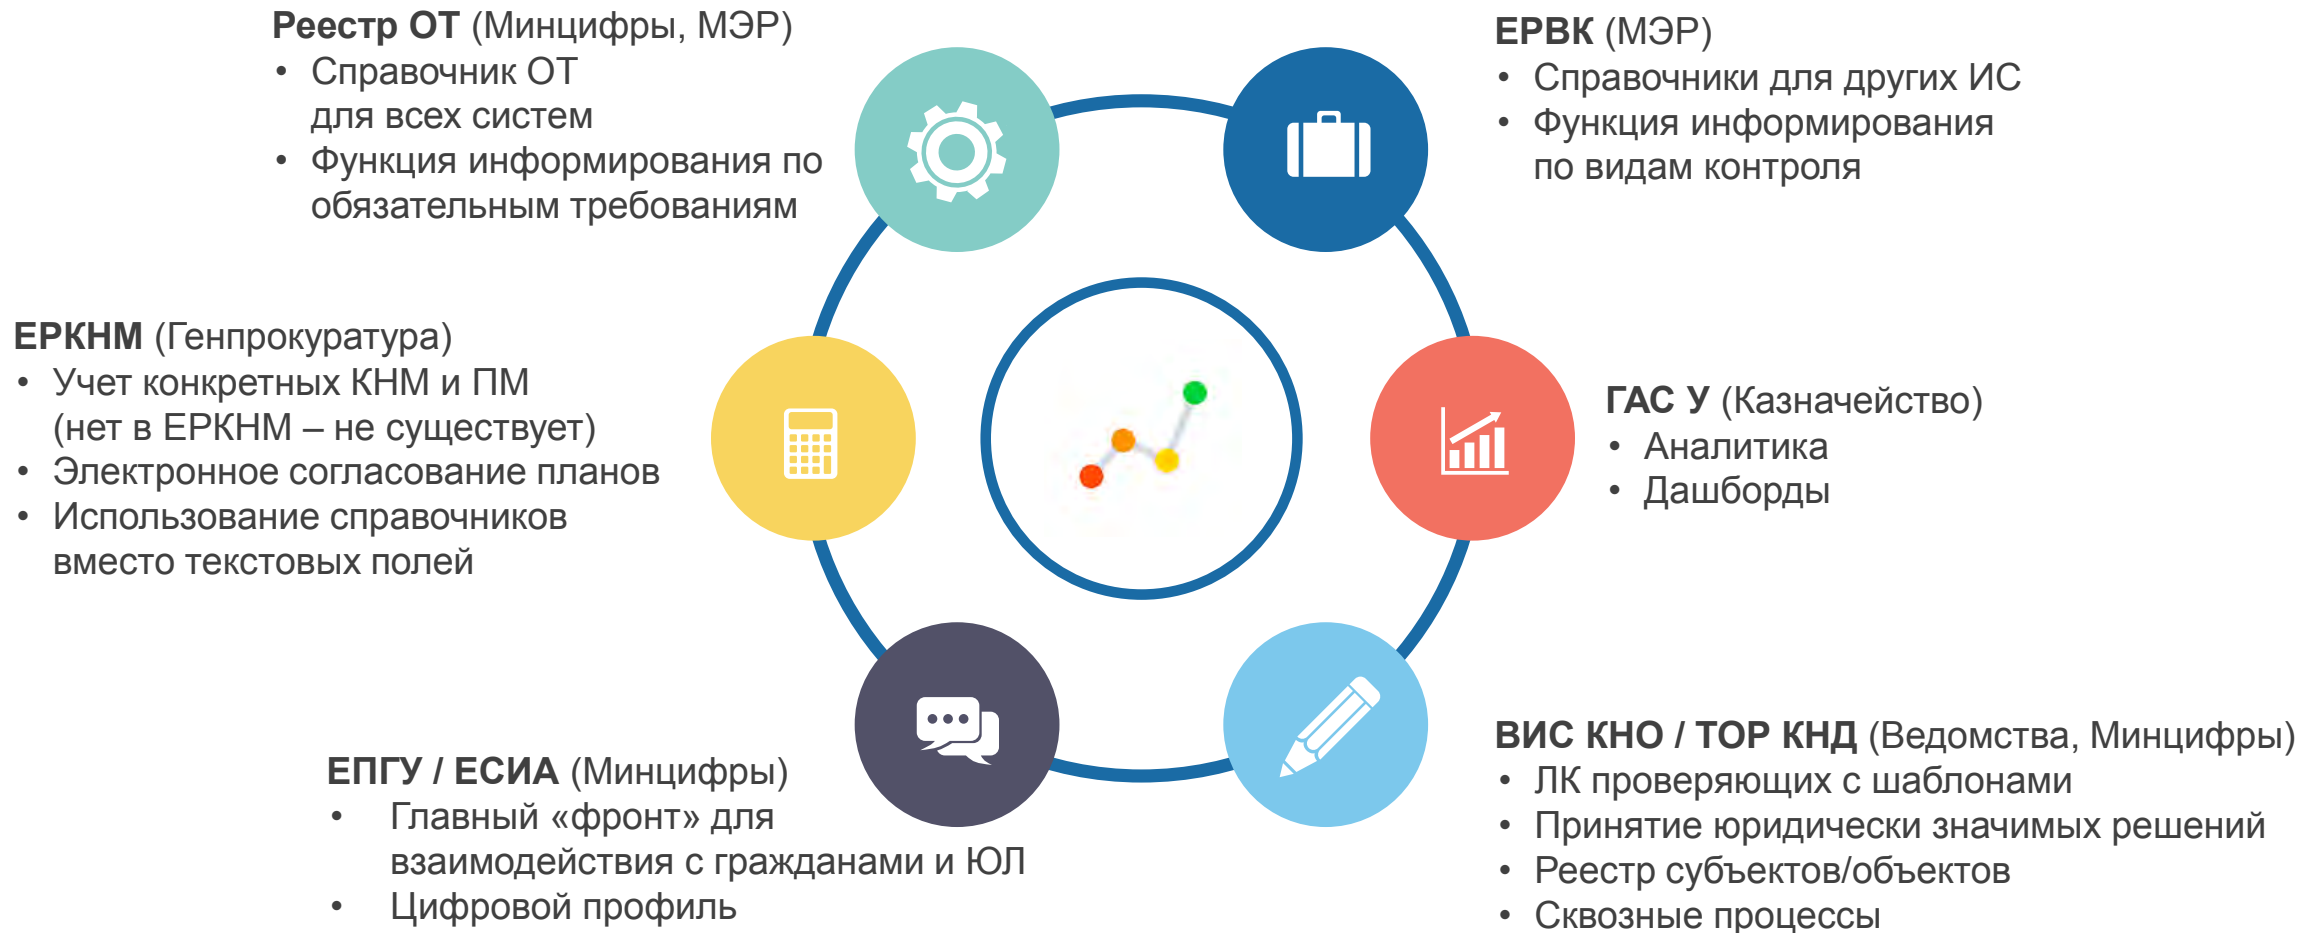 Реестр ОТ (Минцифры, МЭР)
• Справочник ОТ
для всех систем
• Функция информирования по
обязательным требованиям
ЕРВК (МЭР)
• Справочники для других ИС
• Функция информирования
по видам контроля
ЕРКНМ (Генпрокуратура)
• Учет конкретных КНМ и ПМ
(нет в ЕРКНМ – не существует)
• Электронное согласование планов
• Использование справочников
вместо текстовых полей
ГАС У (Казначейство)
• Аналитика
• Дашборды
ЕПГУ / ЕСИА (Минцифры)
• Главный «фронт» для
взаимодействия с гражданами и ЮЛ
• Цифровой профиль
ВИС КНО / ТОР КНД (Ведомства, Минцифры)
• ЛК проверяющих с шаблонами
• Принятие юридически значимых решений
• Реестр субъектов/объектов
• Сквозные процессы